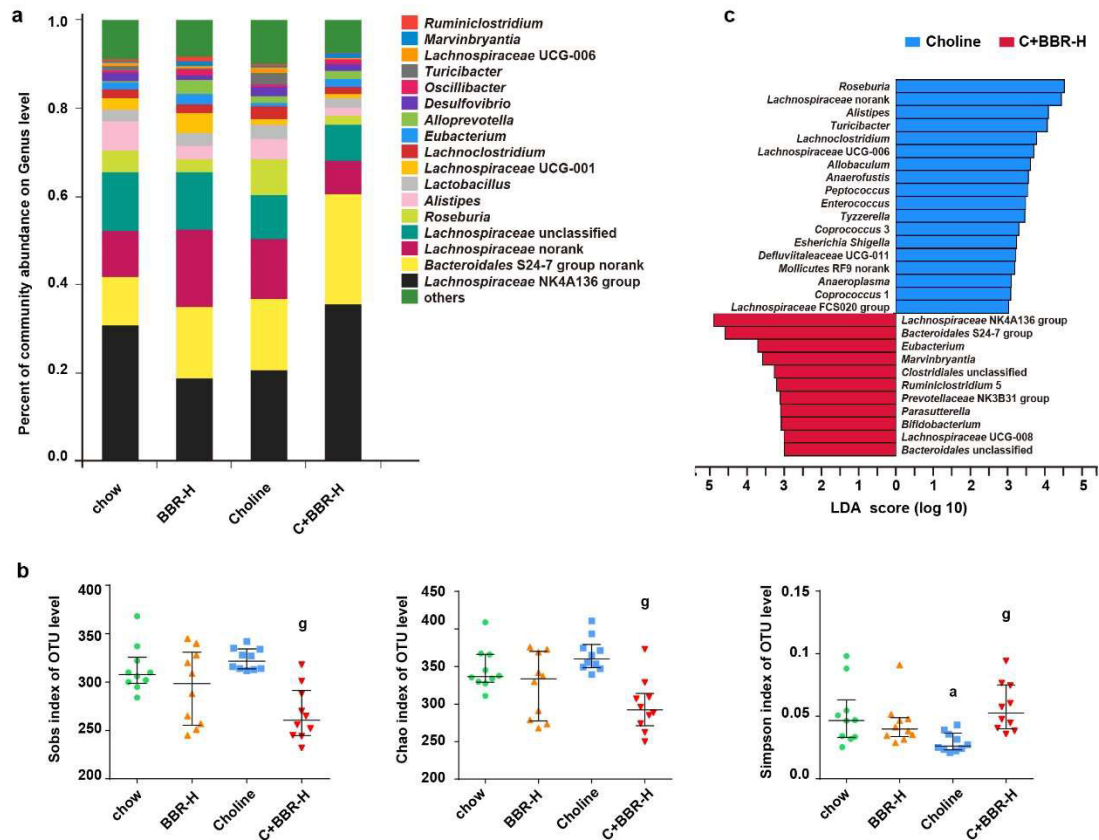 a
Percent of community abundance on Genus level
1.0
0.8
0.6
0.4
0.2
0.0
chow
BBR-H
Choline
C+BBR-H
Ruminiclostridium
Marvinbryantia
Lachnospiraceae UCG-006
Turicibacter
Oscillibacter
Desulfovibrio
Alloprevotella
Eubacterium
Lachnoclostridium
Lachnospiraceae UCG-001
Lactobacillus
Alistipes
Roseburia
Lachnospiraceae unclassified
Lachnospiraceae norank
Bacteroidales S24-7 group norank
Lachnospiraceae NK4A136 group
others
c
Choline
C+BBR-H
Roseburia
Lachnospiraceae norank
Alistipes
Turicibacter
Lachnoclostridium
Lachnospiraceae UCG-006
Allobaculum
Anaerofustis
Peptococcus
Enterococcus
Tyzzerella
Coprococcus 3
Eshierichia Shigella
Defluviitaleaceae UCG-011
Mollicutes RF9 norank
Anaeroplasma
Coprococcus 1
Lachnospiraceae FCS020 group
Lachnospiraceae NK4A136 group
Bacteroidales S24-7 group
Eubacterium
Marvinbryantia
Clostridiales unclassified
Ruminiclostridium 5
Prevotellaceae NK3B31 group
Parasutterella
Bifidobacterium
Lachnospiraceae UCG-008
Bacteroidales unclassified
5 4 3 2 1 0 1 2 3 4 5
LDA score (log 10)
b
Sobs index of OTU level
400
350
300
250
200
g
chow
BBR-H
Choline
C+BBR-H
Chao index of OTU level
450
400
350
300
250
200
g
chow
BBR-H
Choline
C+BBR-H
Simpson index of OTU level
0.15
0.10
0.05
0.0
a
g
chow
BBR-H
Choline
C+BBR-H